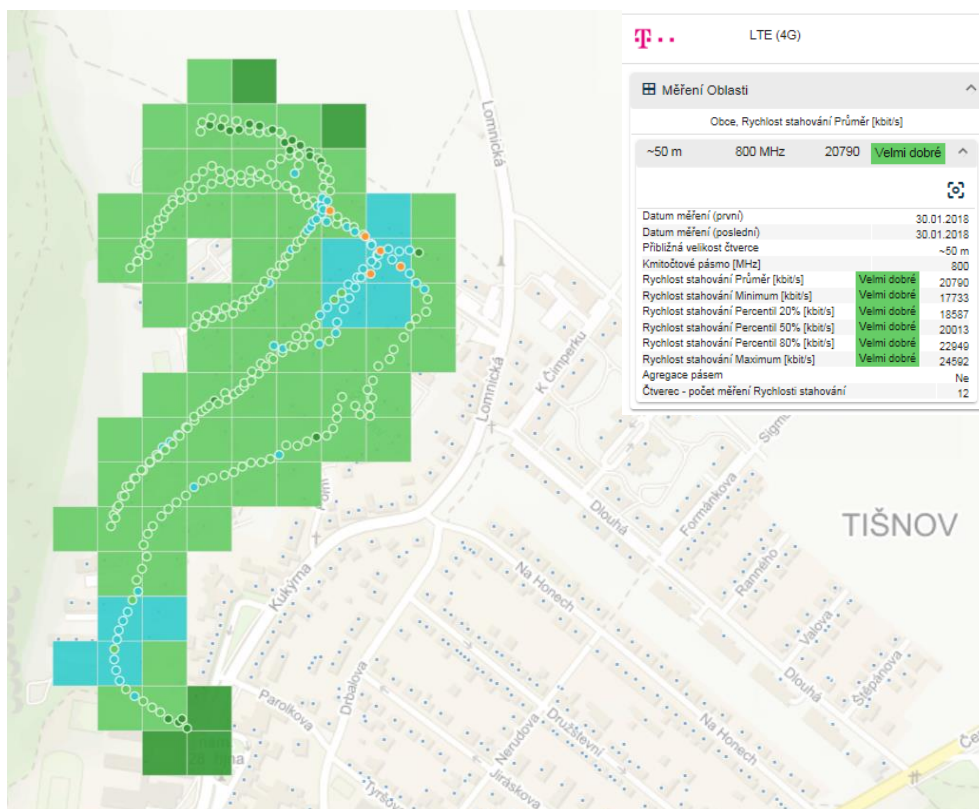 T
LTE (4G)
Měření Oblasti
Obce, Rychlost stahování Průměr [kbit/s]
~50 m 800 MHz 20790 Velmi dobré
Datum měření (první) 30.01.2018
Datum měření (poslední) 30.01.2018
Přibližná velikost čtverce ~50 m
Kmitočtové pásmo [MHz] 800
Rychlost stahování Průměr [kbit/s] Velmi dobré 20790
Rychlost stahování Minimum [kbit/s] Velmi dobré 17733
Rychlost stahování Percentil 20% [kbit/s] Velmi dobré 18587
Rychlost stahování Percentil 50% [kbit/s] Velmi dobré 20013
Rychlost stahování Percentil 80% [kbit/s] Velmi dobré 22949
Rychlost stahování Maximum [kbit/s] Velmi dobré 24592
Agregace pásem Ne
Čtverec - počet měření Rychlosti stahování 12
Lomnická
K Čimperku
Lomnická
Dlouhá
Formánkova
TIŠNOV
Kukýrna
Na Honech
Ranného
Valova
Štěpánova
Dlouhá
Drbalova
Parolkova
Družstevní
Na Honech
Nerudova
Jiráskova
28. října